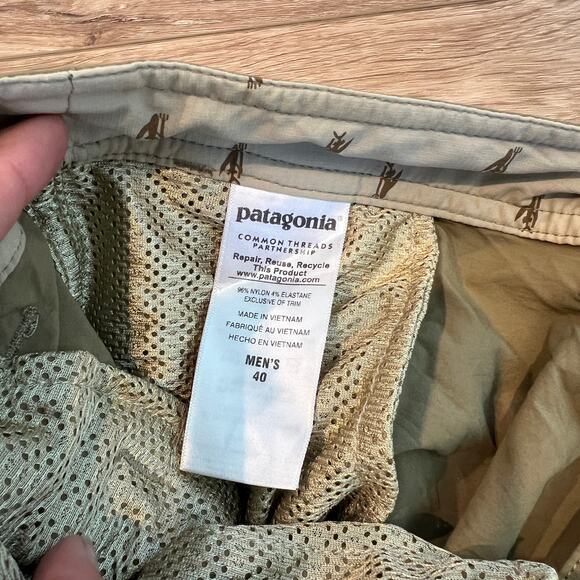 patagonia®
COMMON THREADS
PARTNERSHIP
Repair, Reuse, Recycle
This Product
www.patagonia.com
96% NYLON 4% ELASTANE
EXCLUSIVE OF TRIM
MADE IN VIETNAM
FABRIQUÉ AU VIETNAM
HECHO EN VIETNAM
MEN'S
40